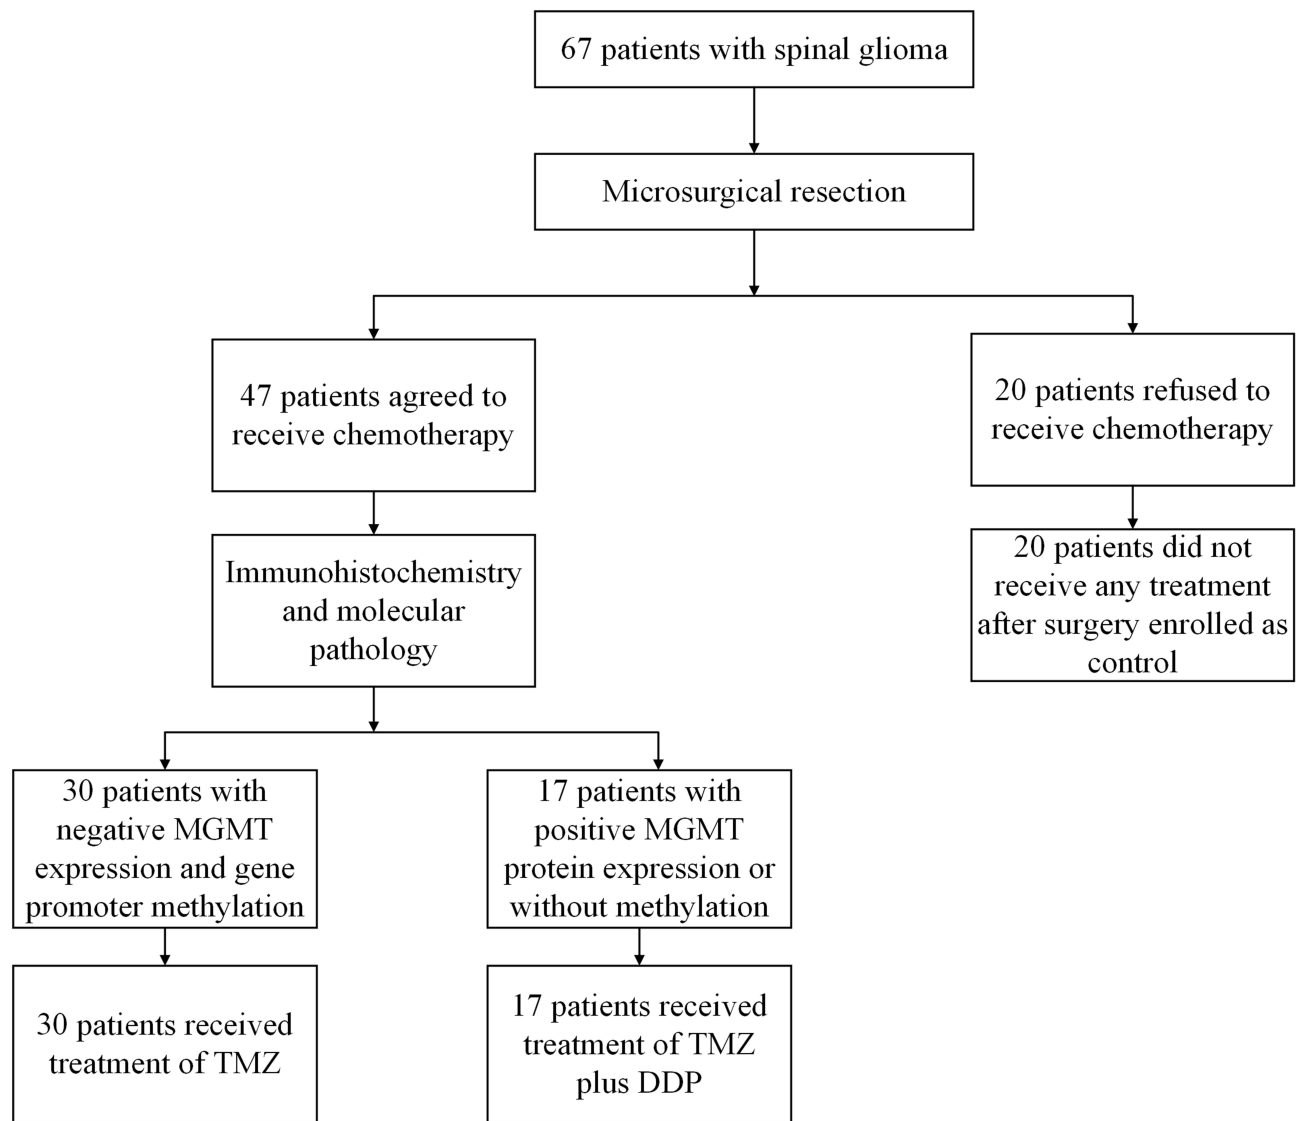 67 patients with spinal glioma
Microsurgical resection
47 patients agreed to
receive chemotherapy
20 patients refused to
receive chemotherapy
Immunohistochemistry
and molecular
pathology
20 patients did not
receive any treatment
after surgery enrolled as
control
30 patients with
negative MGMT
expression and gene
promoter methylation
17 patients with
positive MGMT
protein expression or
without methylation
30 patients received
treatment of TMZ
17 patients received
treatment of TMZ
plus DDP